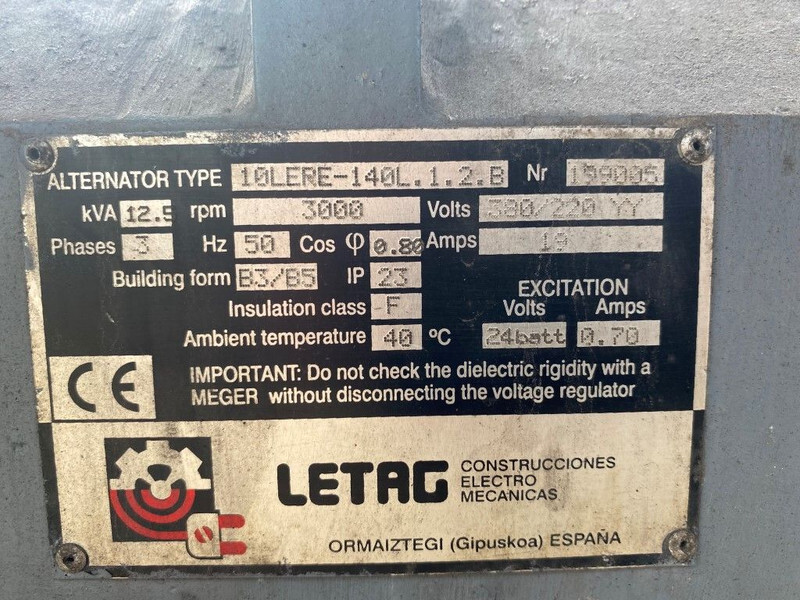 ALTERNATOR TYPE 10LERE-140L.1.2.B Nr 199005
kVA 12.5 rpm 3000 Volts 380/220 YY
Phases 3 Hz 50 Cos φ 0.80 Amps 19
Building form B3/B5 IP 23
EXCITATION
Insulation class F Volts Amps
Ambient temperature 40 ºC 24batt 0.70
CE IMPORTANT: Do not check the dielectric rigidity with a
MEGER without disconnecting the voltage regulator
LETAG CONSTRUCCIONES
ELECTRO
MECANICAS
ORMAIZTEGI (Gipuskoa) ESPAÑA